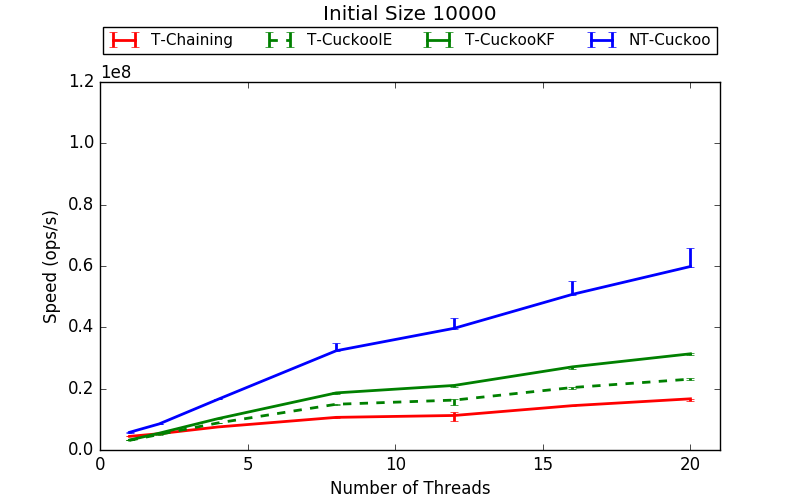 Initial Size 10000
T-Chaining T-CuckooIE T-CuckooKF NT-Cuckoo
1e8
1.2
1.0
0.8
0.6
0.4
0.2
0.0
Speed (ops/s)
0 5 10 15 20
Number of Threads